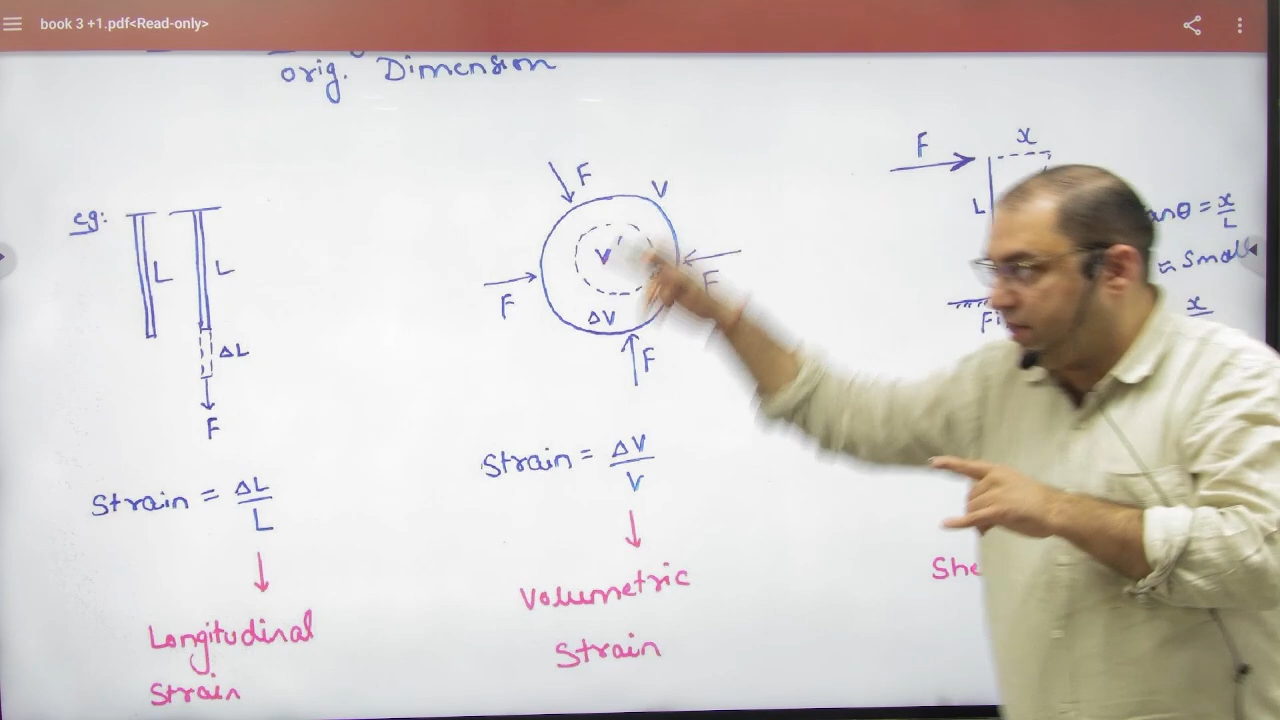 book 3 +1.pdf<Read-only>
orig. Dimension
eg:
L
L
ΔL
F
Strain = ΔL/L
Longitudinal
Strain
F
V
V'
F
F
ΔV
F
Strain = ΔV/V
Volumetric
Strain
F
x
L
= x/L
≈ Small
x